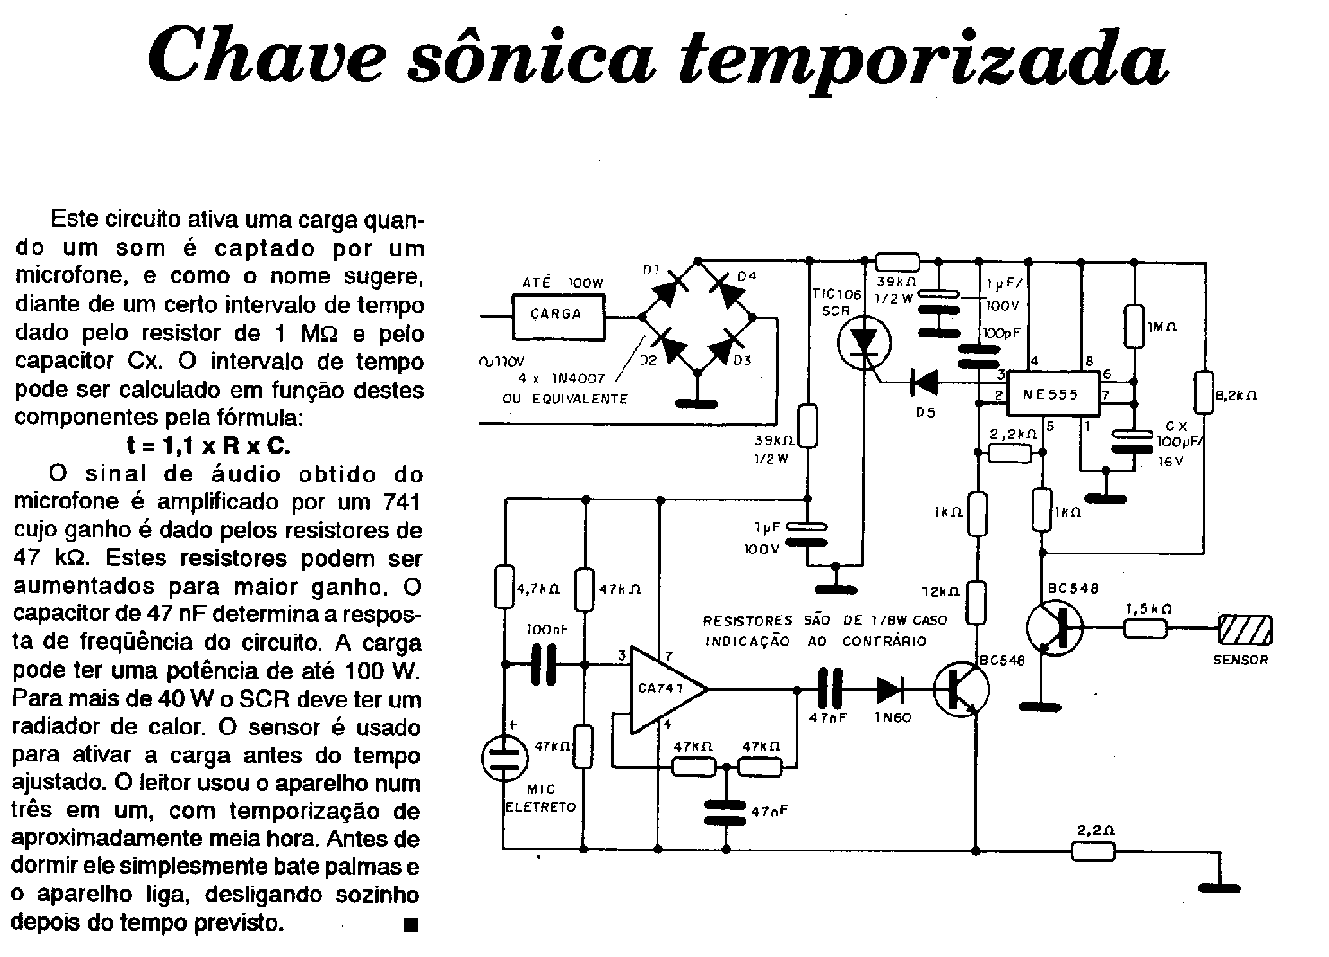 Chave sônica temporizada
Este circuito ativa uma carga quan-
do um som é captado por um
microfone, e como o nome sugere,
diante de um certo intervalo de tempo
dado pelo resistor de 1 MΩ e pelo
capacitor Cx. O intervalo de tempo
pode ser calculado em função destes
componentes pela fórmula:
t = 1,1 x R x C.
O sinal de áudio obtido do
microfone é amplificado por um 741
cujo ganho é dado pelos resistores de
47 kΩ. Estes resistores podem ser
aumentados para maior ganho. O
capacitor de 47 nF determina a respos-
ta de freqüência do circuito. A carga
pode ter uma potência de até 100 W.
Para mais de 40 W o SCR deve ter um
radiador de calor. O sensor é usado
para ativar a carga antes do tempo
ajustado. O leitor usou o aparelho num
três em um, com temporização de
aproximadamente meia hora. Antes de
dormir ele simplesmente bate palmas e
o aparelho liga, desligando sozinho
depois do tempo previsto.
D1
D4
ATÉ 100W
CARGA
D2
D3
∿110V
4 x 1N4007
OU EQUIVALENTE
TIC106
SCR
39kΩ
1/2W
1µF/
100V
100pF
4
8
1MΩ
3
6
2
NE555
7
D5
8,2kΩ
5
1
2,2kΩ
CX
100µF/
16V
39kΩ
1/2W
1kΩ
1kΩ
1µF
100V
4,7kΩ
47kΩ
12kΩ
BC548
1,5kΩ
RESISTORES SÃO DE 1/8W CASO
INDICAÇÃO AO CONTRÁRIO
SENSOR
100nF
3
7
CA741
4
BC548
47nF
1N60
+
47kΩ
47kΩ
47kΩ
MIC
ELETRETO
47nF
2,2Ω